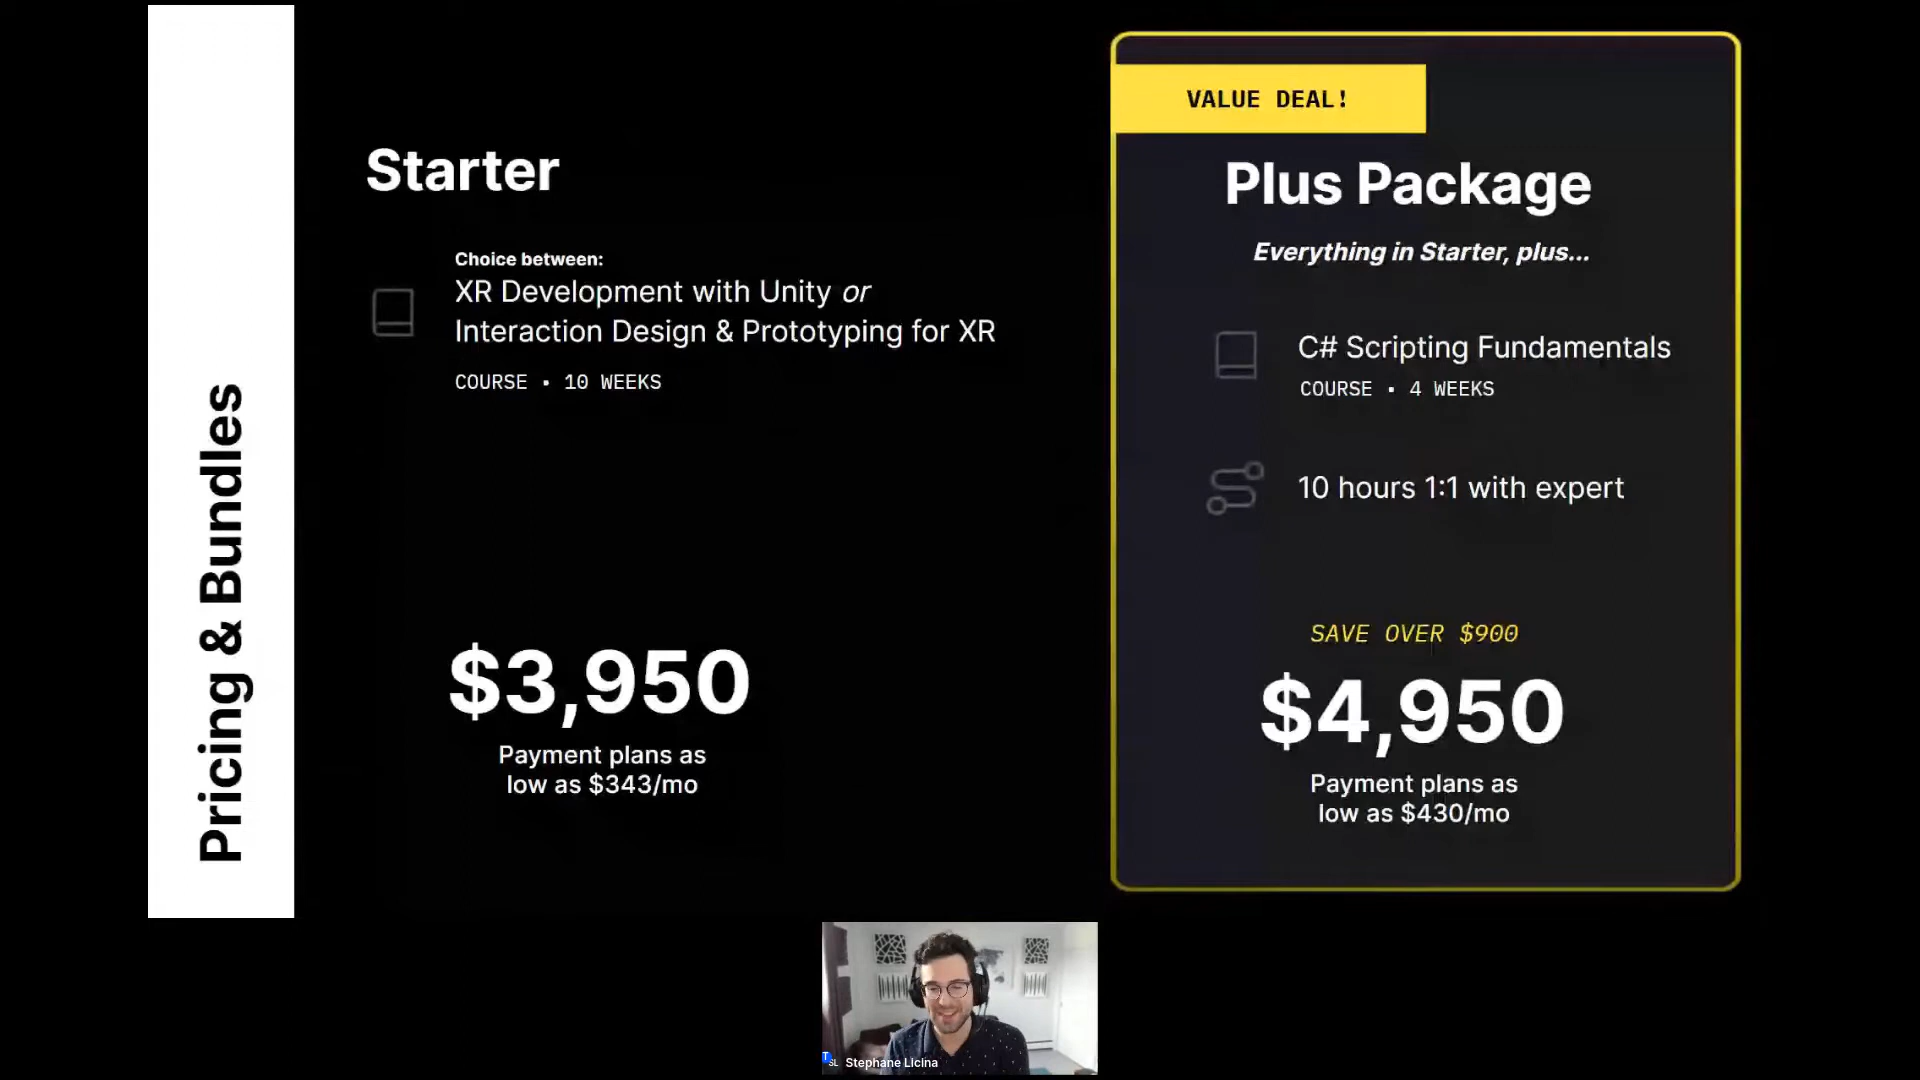 Pricing & Bundles
Starter
Choice between:
XR Development with Unity or
Interaction Design & Prototyping for XR
COURSE • 10 WEEKS
$3,950
Payment plans as
low as $343/mo
VALUE DEAL!
Plus Package
Everything in Starter, plus...
C# Scripting Fundamentals
COURSE • 4 WEEKS
10 hours 1:1 with expert
SAVE OVER $900
$4,950
Payment plans as
low as $430/mo
T
SL
Stephane Licina